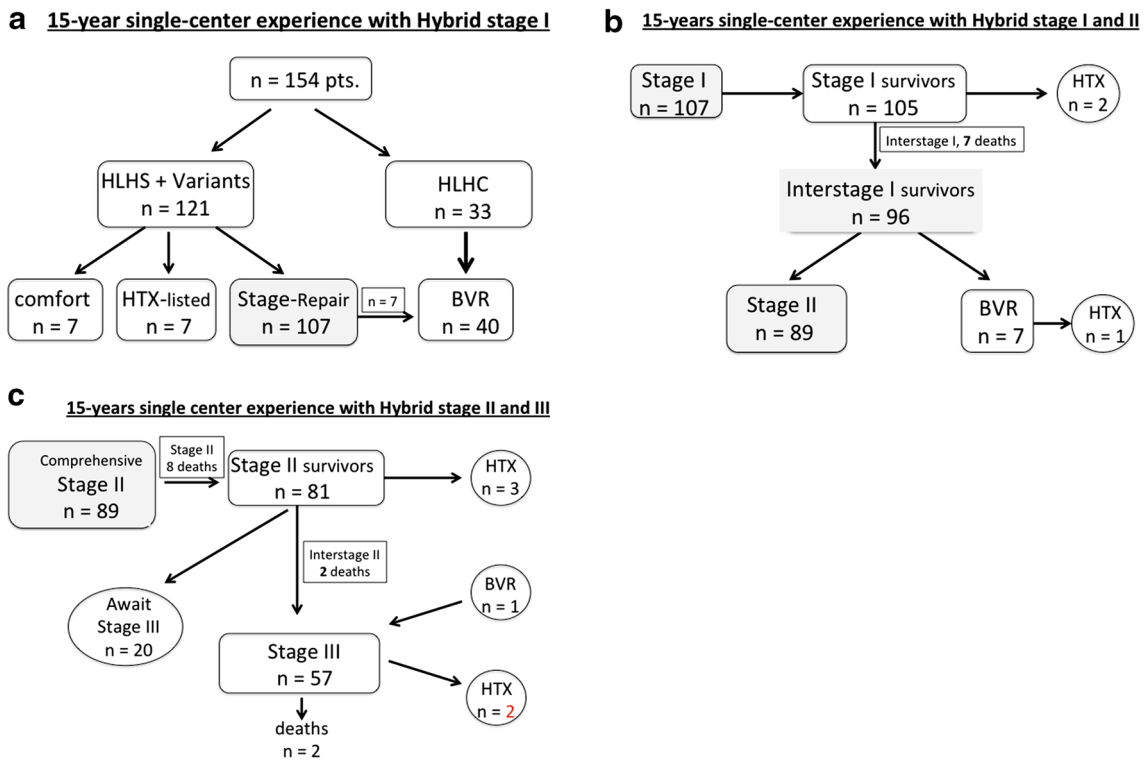 a
15-year single-center experience with Hybrid stage I
n = 154 pts.
HLHS + Variants
n = 121
HLHC
n = 33
comfort
n = 7
HTX-listed
n = 7
Stage-Repair
n = 107
n = 7
BVR
n = 40
b
15-years single-center experience with Hybrid stage I and II
Stage I
n = 107
Stage I survivors
n = 105
HTX
n = 2
Interstage I, 7 deaths
Interstage I survivors
n = 96
Stage II
n = 89
BVR
n = 7
HTX
n = 1
c
15-years single center experience with Hybrid stage II and III
Comprehensive
Stage II
n = 89
Stage II
8 deaths
Stage II survivors
n = 81
HTX
n = 3
Interstage II
2 deaths
Await
Stage III
n = 20
BVR
n = 1
Stage III
n = 57
HTX
n = 2
deaths
n = 2